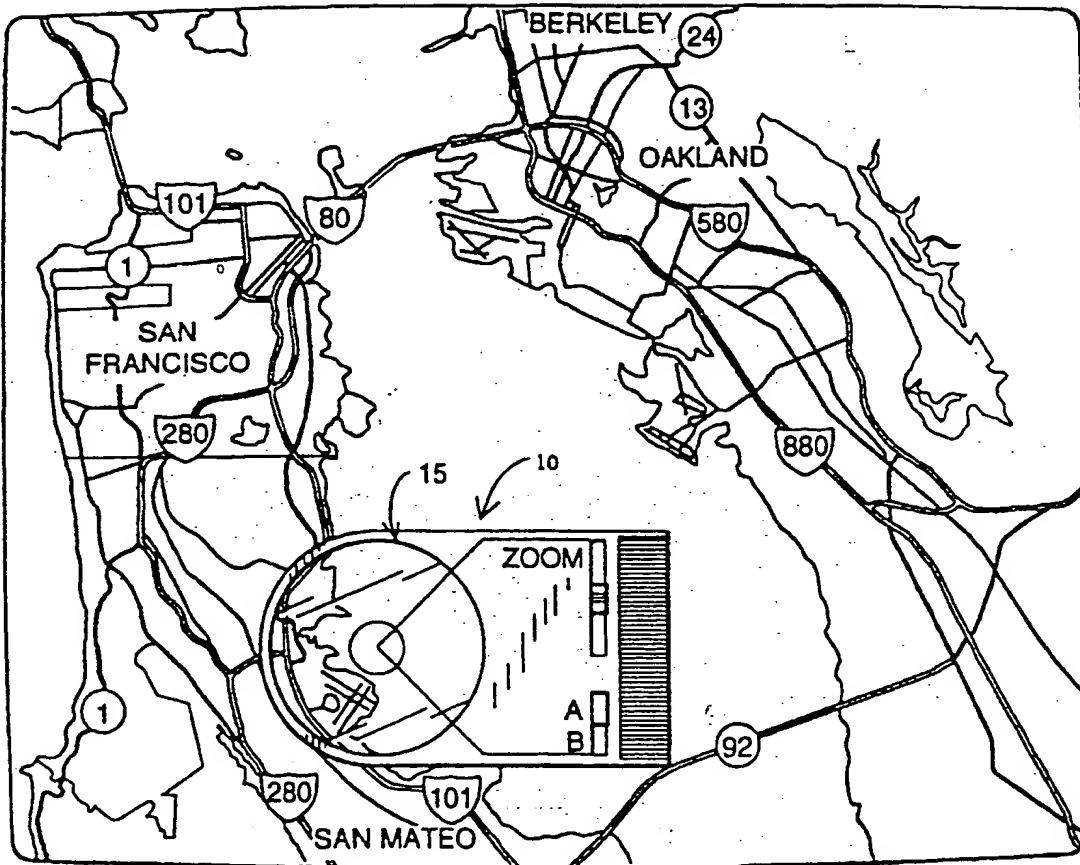 BERKELEY
24
13
OAKLAND
101
80
580
1
SAN
FRANCISCO
280
880
15
10
ZOOM
A
B
1
92
280
101
SAN MATEO